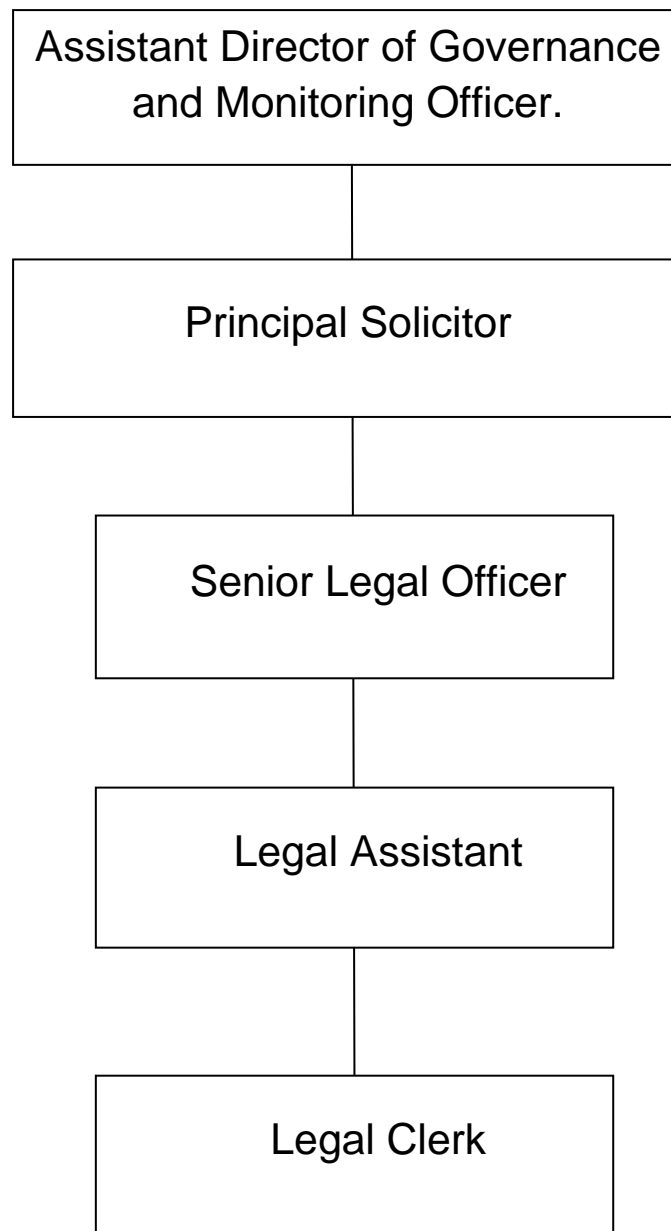 Assistant Director of Governance
and Monitoring Officer.
Principal Solicitor
Senior Legal Officer
Legal Assistant
Legal Clerk